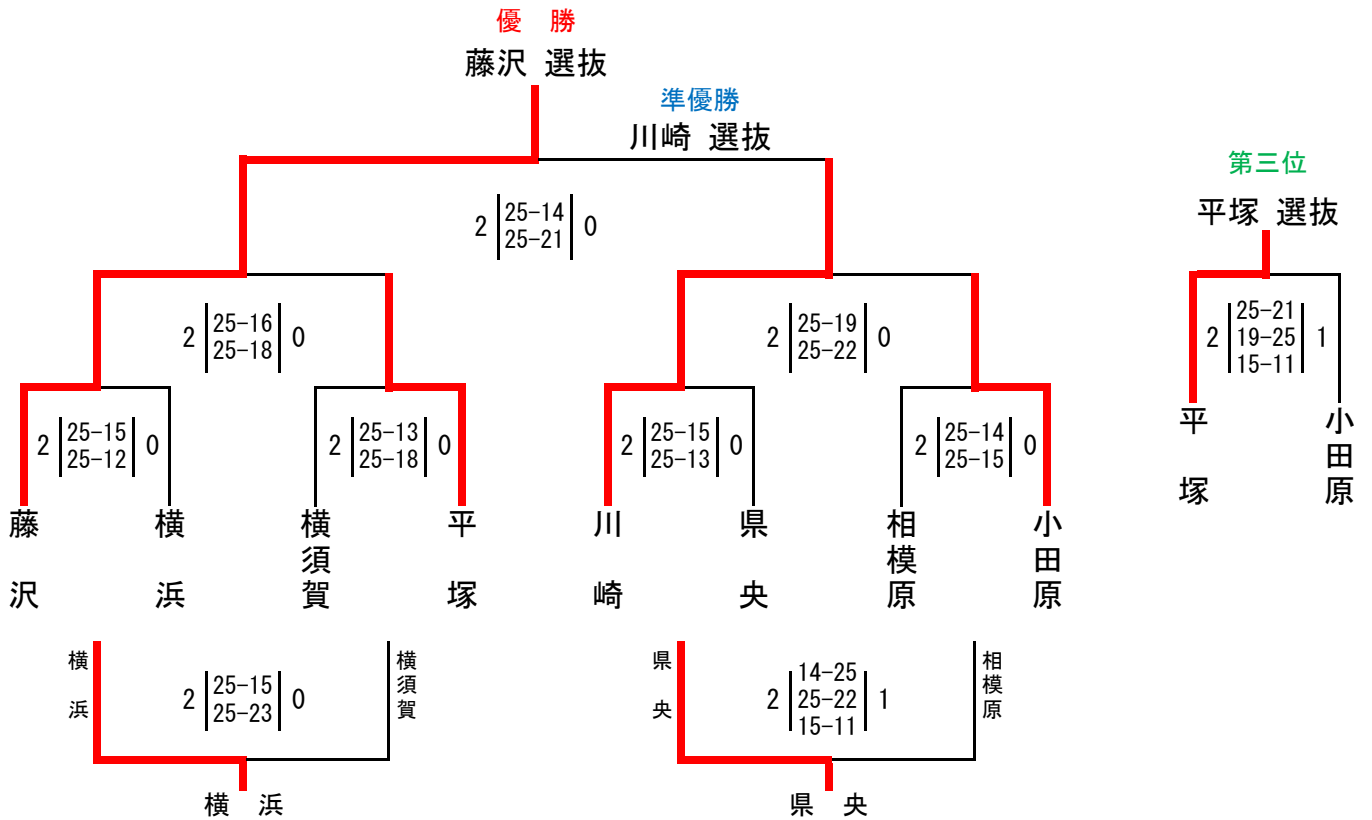 優　勝
藤沢 選抜
準優勝
川崎 選抜
第三位
平塚 選抜
2 25−14 0
25−21
2 25−16 0
25−18
2 25−19 0
25−22
2 25−21 1
19−25
15−11
2 25−15 0
25−12
2 25−13 0
25−18
2 25−15 0
25−13
2 25−14 0
25−15
平塚
小田原
藤沢
横浜
横須賀
平塚
川崎
県央
相模原
小田原
横浜
2 25−15 0
25−23
横須賀
県央
2 14−25 1
25−22
15−11
相模原
横　浜
県　央